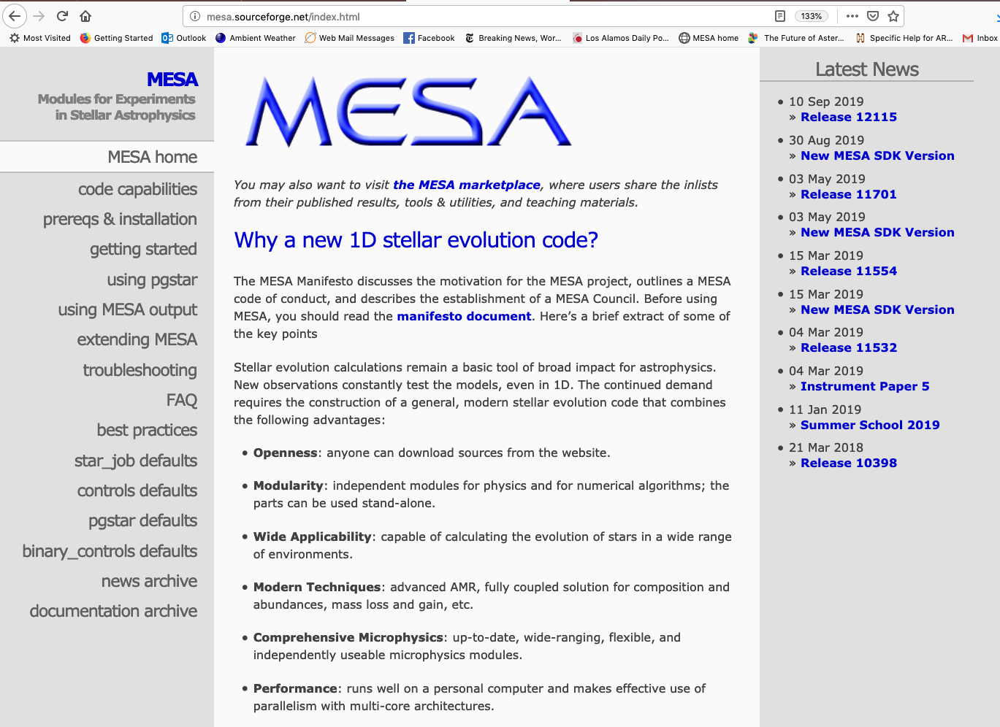 mesa.sourceforge.net/index.html
133%
Most Visited
Getting Started
Outlook
Ambient Weather
Web Mail Messages
Facebook
Breaking News, Wor...
Los Alamos Daily Po...
MESA home
The Future of Aster...
Specific Help for AR...
Inbox
MESA
Modules for Experiments
in Stellar Astrophysics
MESA home
code capabilities
prereqs & installation
getting started
using pgstar
using MESA output
extending MESA
troubleshooting
FAQ
best practices
star_job defaults
controls defaults
pgstar defaults
binary_controls defaults
news archive
documentation archive
MESA
You may also want to visit the MESA marketplace, where users share the inlists
from their published results, tools & utilities, and teaching materials.
Why a new 1D stellar evolution code?
The MESA Manifesto discusses the motivation for the MESA project, outlines a MESA
code of conduct, and describes the establishment of a MESA Council. Before using
MESA, you should read the manifesto document. Here’s a brief extract of some of
the key points
Stellar evolution calculations remain a basic tool of broad impact for astrophysics.
New observations constantly test the models, even in 1D. The continued demand
requires the construction of a general, modern stellar evolution code that combines
the following advantages:
• Openness: anyone can download sources from the website.
• Modularity: independent modules for physics and for numerical algorithms; the
parts can be used stand-alone.
• Wide Applicability: capable of calculating the evolution of stars in a wide range
of environments.
• Modern Techniques: advanced AMR, fully coupled solution for composition and
abundances, mass loss and gain, etc.
• Comprehensive Microphysics: up-to-date, wide-ranging, flexible, and
independently useable microphysics modules.
• Performance: runs well on a personal computer and makes effective use of
parallelism with multi-core architectures.
Latest News
• 10 Sep 2019
» Release 12115
• 30 Aug 2019
» New MESA SDK Version
• 03 May 2019
» Release 11701
• 03 May 2019
» New MESA SDK Version
• 15 Mar 2019
» Release 11554
• 15 Mar 2019
» New MESA SDK Version
• 04 Mar 2019
» Release 11532
• 04 Mar 2019
» Instrument Paper 5
• 11 Jan 2019
» Summer School 2019
• 21 Mar 2018
» Release 10398